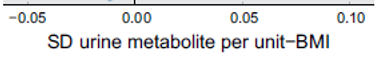 −0.05 0.00 0.05 0.10
SD urine metabolite per unit−BMI